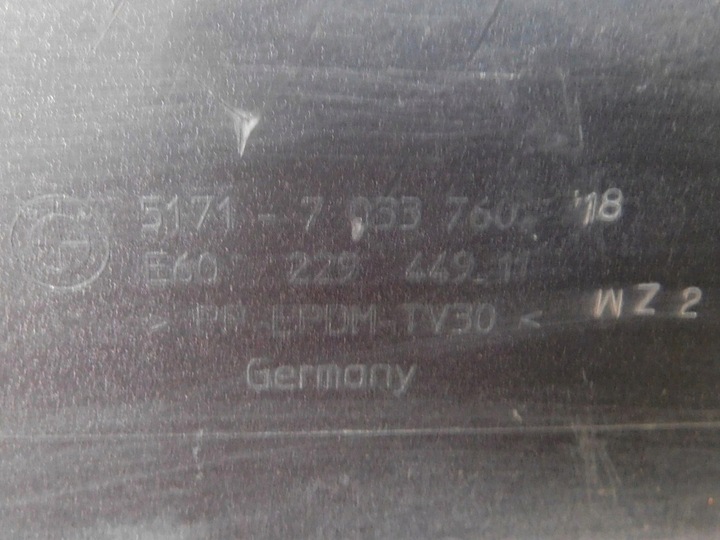 5171 - 7 033 760. '18
E60 229 449.11
> PP-EPDM-TV30 < WZ 2
Germany